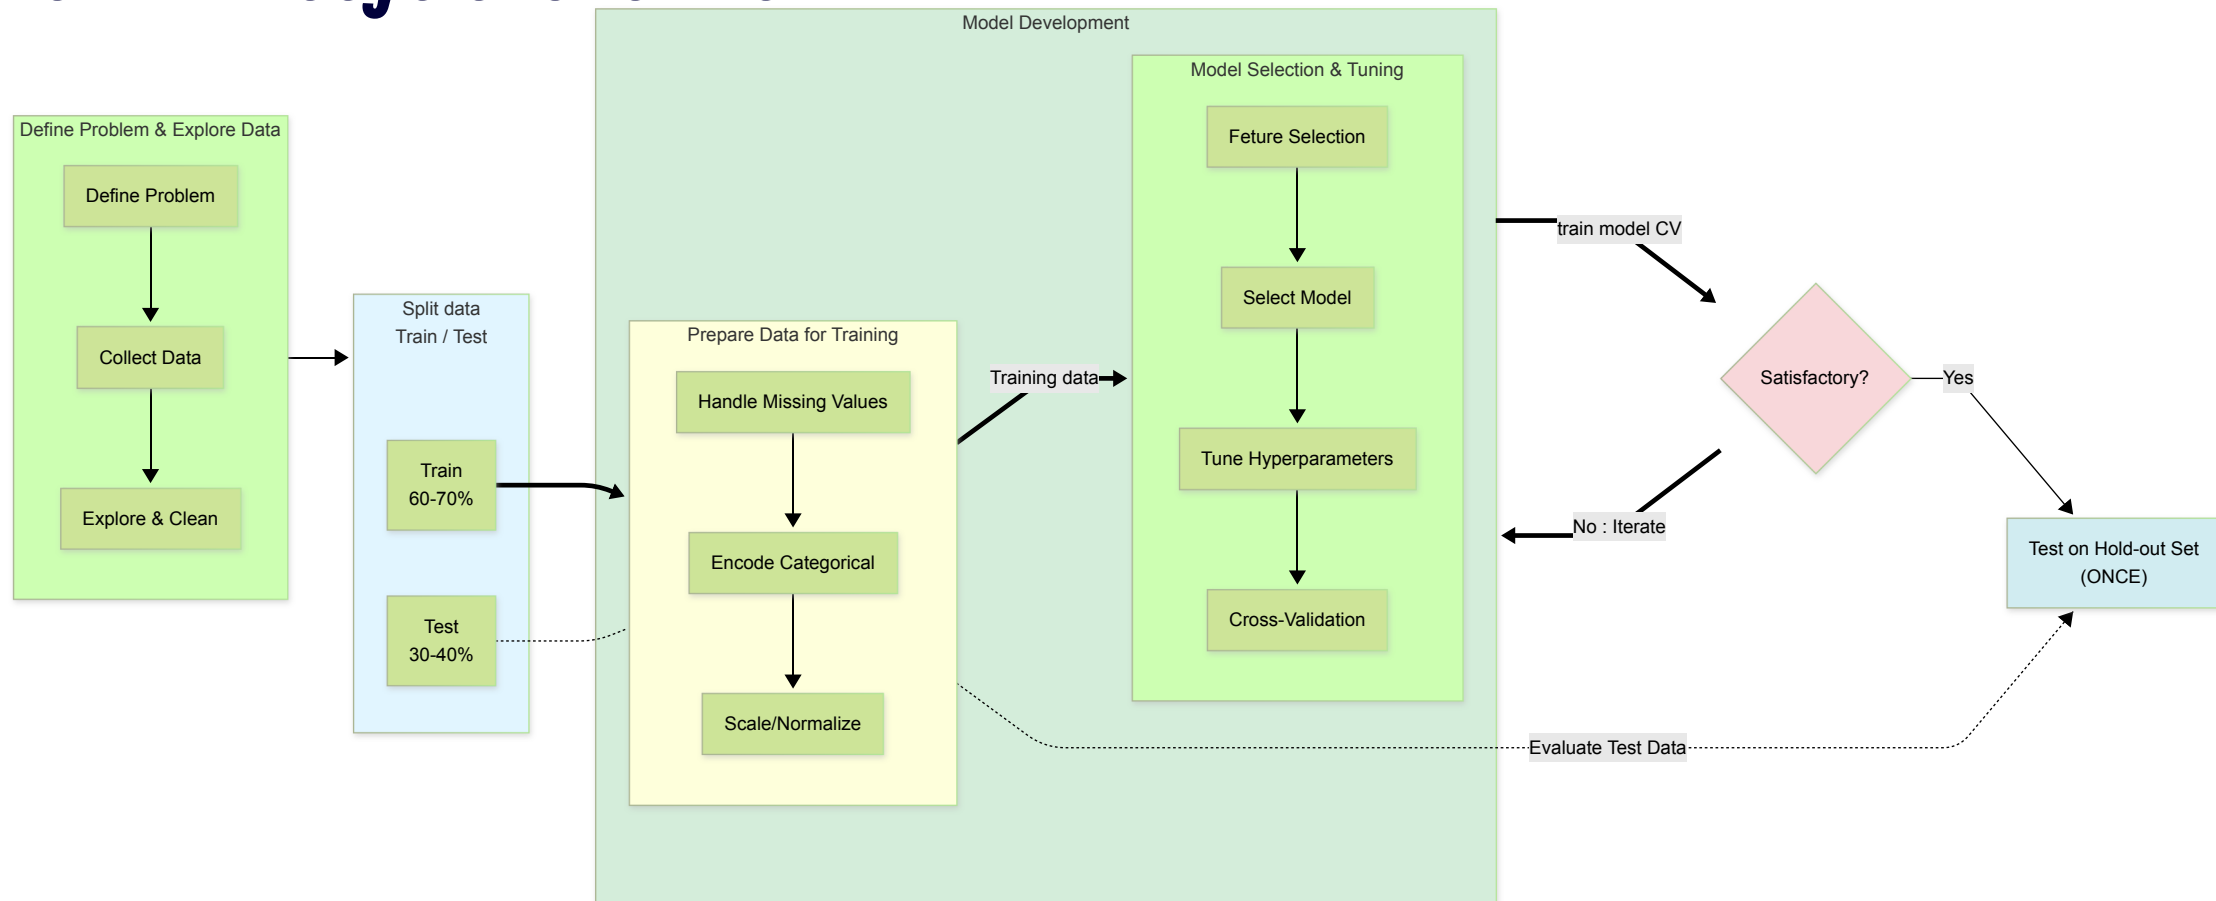 Model Development
Define Problem & Explore Data
Define Problem
Collect Data
Explore & Clean
Split data
Train / Test
Train
60-70%
Test
30-40%
Prepare Data for Training
Handle Missing Values
Encode Categorical
Scale/Normalize
Training data
Model Selection & Tuning
Feture Selection
Select Model
Tune Hyperparameters
Cross-Validation
train model CV
Satisfactory?
Yes
No : Iterate
Test on Hold-out Set
(ONCE)
Evaluate Test Data